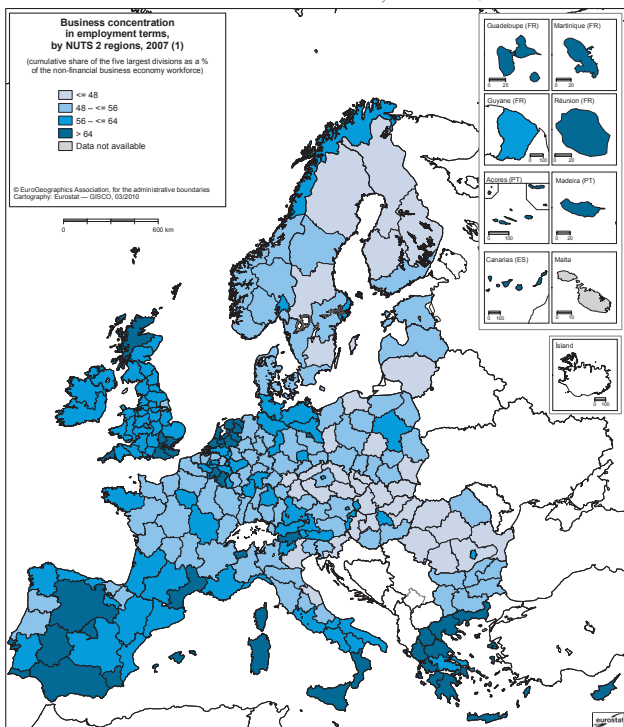 Business concentration
in employment terms,
by NUTS 2 regions, 2007 (1)
(cumulative share of the five largest divisions as a %
of the non-financial business economy workforce)
<= 48
48 – <= 56
56 – <= 64
> 64
Data not available
© EuroGeographics Association, for the administrative boundaries
Cartography: Eurostat — GISCO, 03/2010
0 600 km
Guadeloupe (FR)
0 25
Martinique (FR)
0 20
Guyane (FR)
0 100
Réunion (FR)
0 20
Açores (PT)
0 100
Madeira (PT)
0 20
Canarias (ES)
0 100
Malta
0 10
Ísland
0 100
eurostat